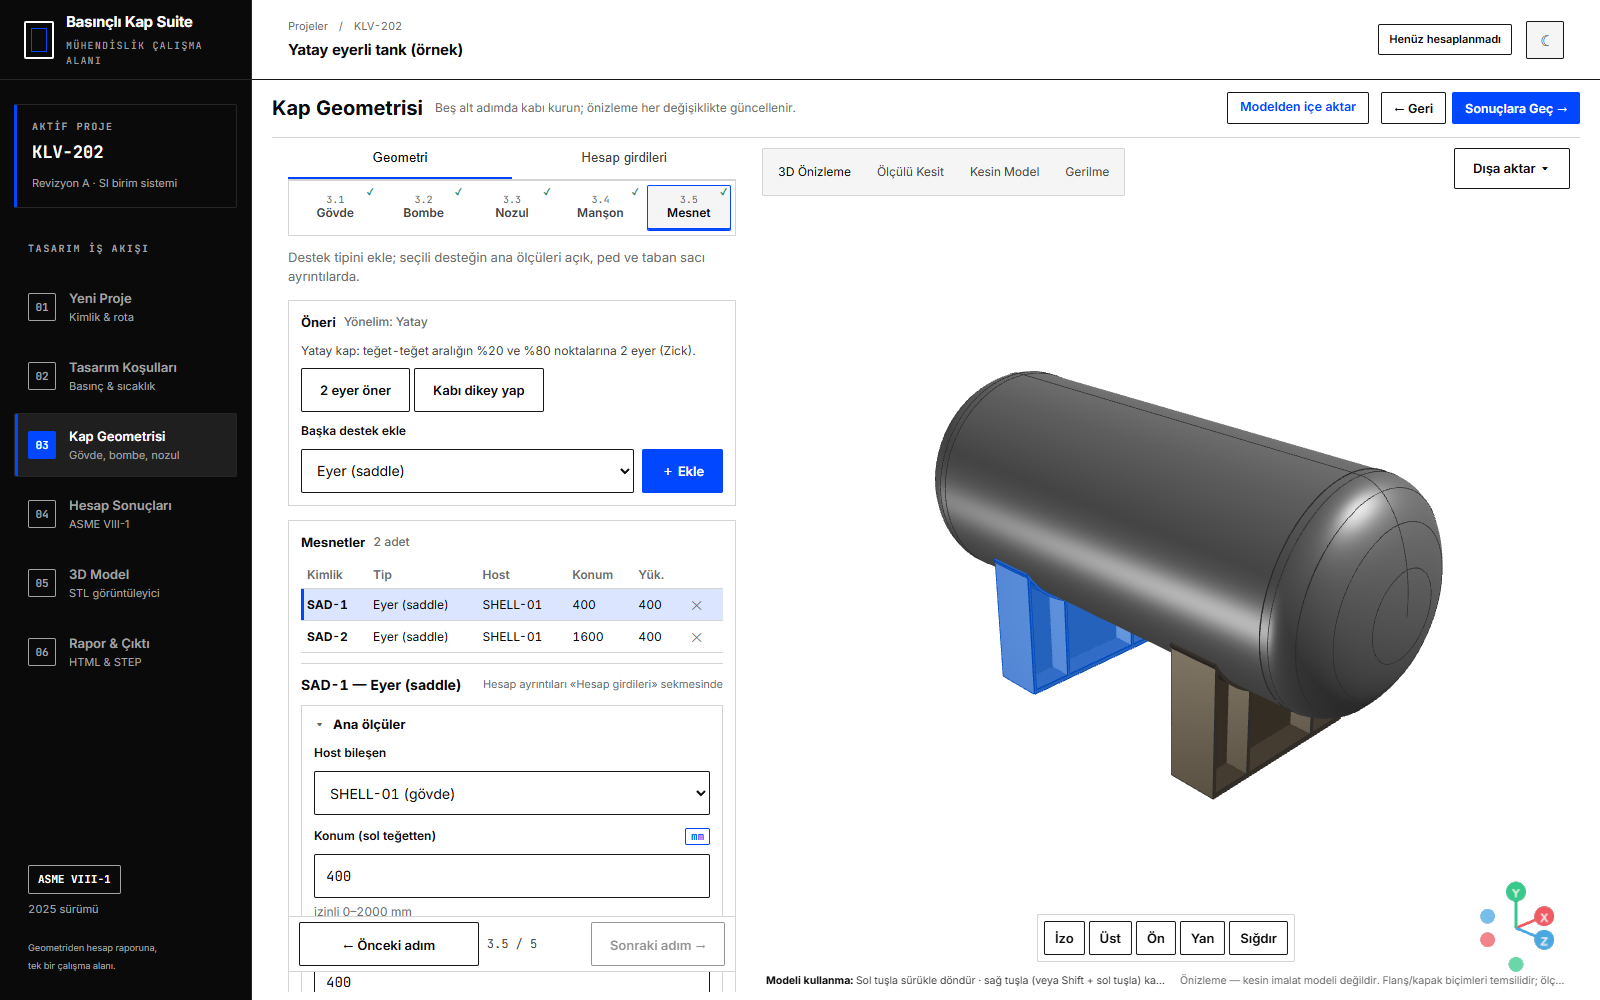 Basınçlı Kap Suite
MÜHENDİSLİK ÇALIŞMA
ALANI
AKTİF PROJE
KLV-202
Revizyon A · SI birim sistemi
TASARIM İŞ AKIŞI
01
Yeni Proje
Kimlik & rota
02
Tasarım Koşulları
Basınç & sıcaklık
03
Kap Geometrisi
Gövde, bombe, nozul
04
Hesap Sonuçları
ASME VIII-1
05
3D Model
STL görüntüleyici
06
Rapor & Çıktı
HTML & STEP
ASME VIII-1
2025 sürümü
Geometriden hesap raporuna,
tek bir çalışma alanı.
Projeler / KLV-202
Yatay eyerli tank (örnek)
Henüz hesaplanmadı
☾
Kap Geometrisi
Beş alt adımda kabı kurun; önizleme her değişiklikte güncellenir.
Modelden içe aktar
← Geri
Sonuçlara Geç →
Geometri
Hesap girdileri
3.1 ✓
Gövde
3.2 ✓
Bombe
3.3 ✓
Nozul
3.4 ✓
Manşon
3.5 ✓
Mesnet
Destek tipini ekle; seçili desteğin ana ölçüleri açık, ped ve taban sacı
ayrıntılarda.
Öneri Yönelim: Yatay
Yatay kap: teğet-teğet aralığın %20 ve %80 noktalarına 2 eyer (Zick).
2 eyer öner
Kabı dikey yap
Başka destek ekle
Eyer (saddle)
+ Ekle
Mesnetler 2 adet
Kimlik Tip Host Konum Yük.
SAD-1 Eyer (saddle) SHELL-01 400 400 ×
SAD-2 Eyer (saddle) SHELL-01 1600 400 ×
SAD-1 — Eyer (saddle) Hesap ayrıntıları «Hesap girdileri» sekmesinde
Ana ölçüler
Host bileşen
SHELL-01 (gövde)
Konum (sol teğetten) mm
400
izinli 0–2000 mm
← Önceki adım
3.5 / 5
Sonraki adım →
400
3D Önizleme
Ölçülü Kesit
Kesin Model
Gerilme
Dışa aktar
İzo
Üst
Ön
Yan
Sığdır
Y
X
Z
Modeli kullanma: Sol tuşla sürükle döndür · sağ tuşla (veya Shift + sol tuşla) ka...
Önizleme — kesin imalat modeli değildir. Flanş/kapak biçimleri temsilidir; ölç...